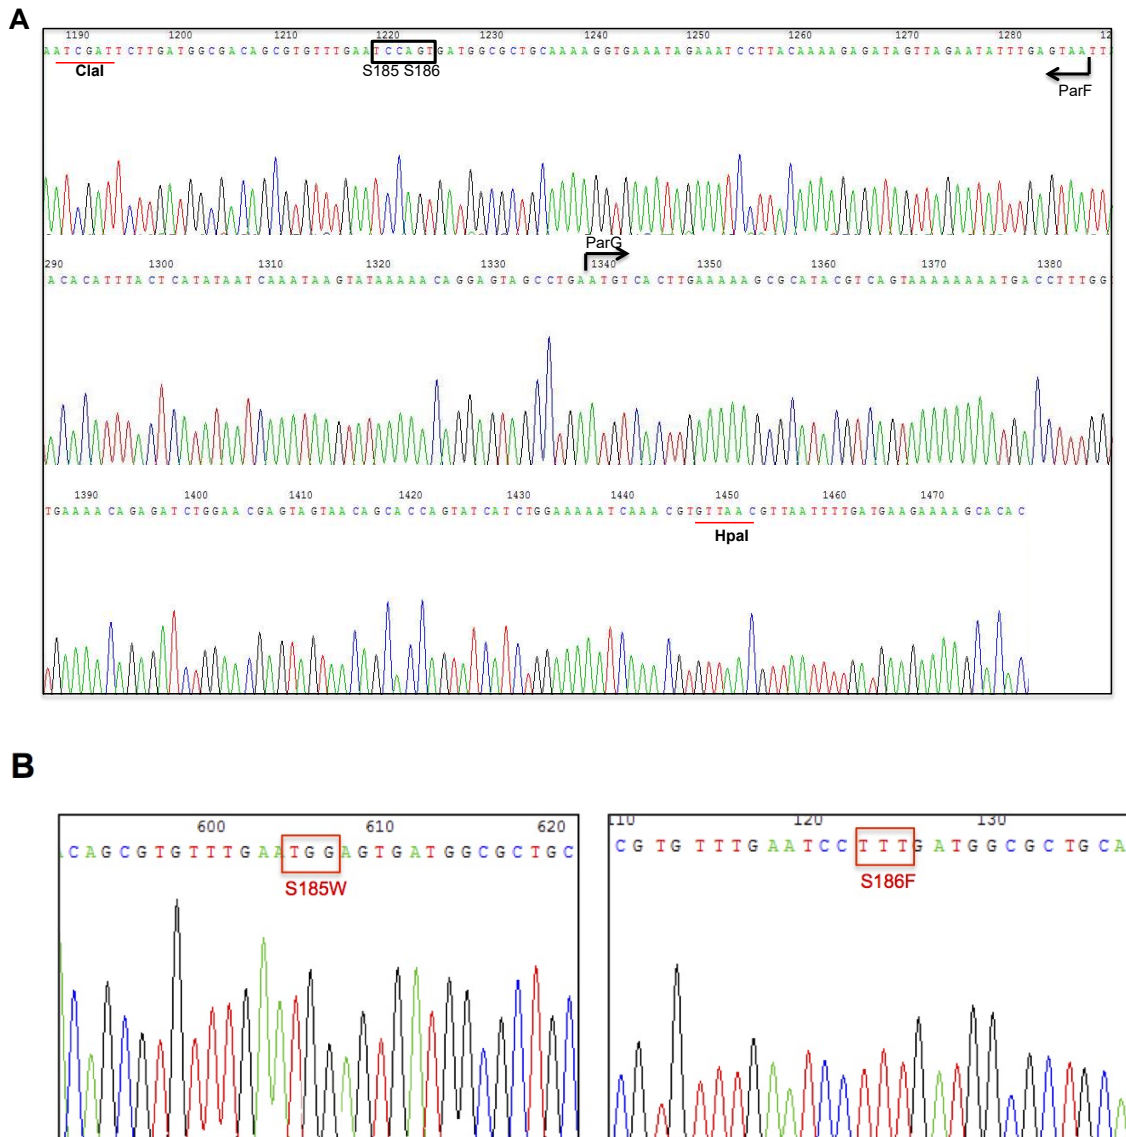 A
1190 1200 1210 1220 1230 1240 1250 1260 1270 1280 12
AATCGATTCTTGATGGCGACAGCGTGTTTGAATCCAGTGATGGCGCTGCAAAAGGTGAAATAGAAATCCTTACAAAAGAGATAGTTAGAATATTTGAGTAATT
ClaI S185 S186 ParF
ParG
290 1300 1310 1320 1330 1340 1350 1360 1370 1380
ACACATTTACTCATATAATCAAATAAGTATAAAAACAGGAGTAGCCTGAATGTCACTTGAAAAAGCGCATACGTCAGTAAAAAAAAATGACCTTTGG
1390 1400 1410 1420 1430 1440 1450 1460 1470
TGAAAACAGAGATCTGGAACGAGTAGTAACAGCACCAGTATCATCTGGAAAAATCAAACGTGTTAACGTTAATTTTGATGAAGAAAAGCACAC
HpaI
B
600 610 620
CAGCGTGTTTGAATGGAGTGATGGCGCTGC
S185W
110 120 130
CGTGTTTGAATCCTTTGATGGCGCTGCA
S186F